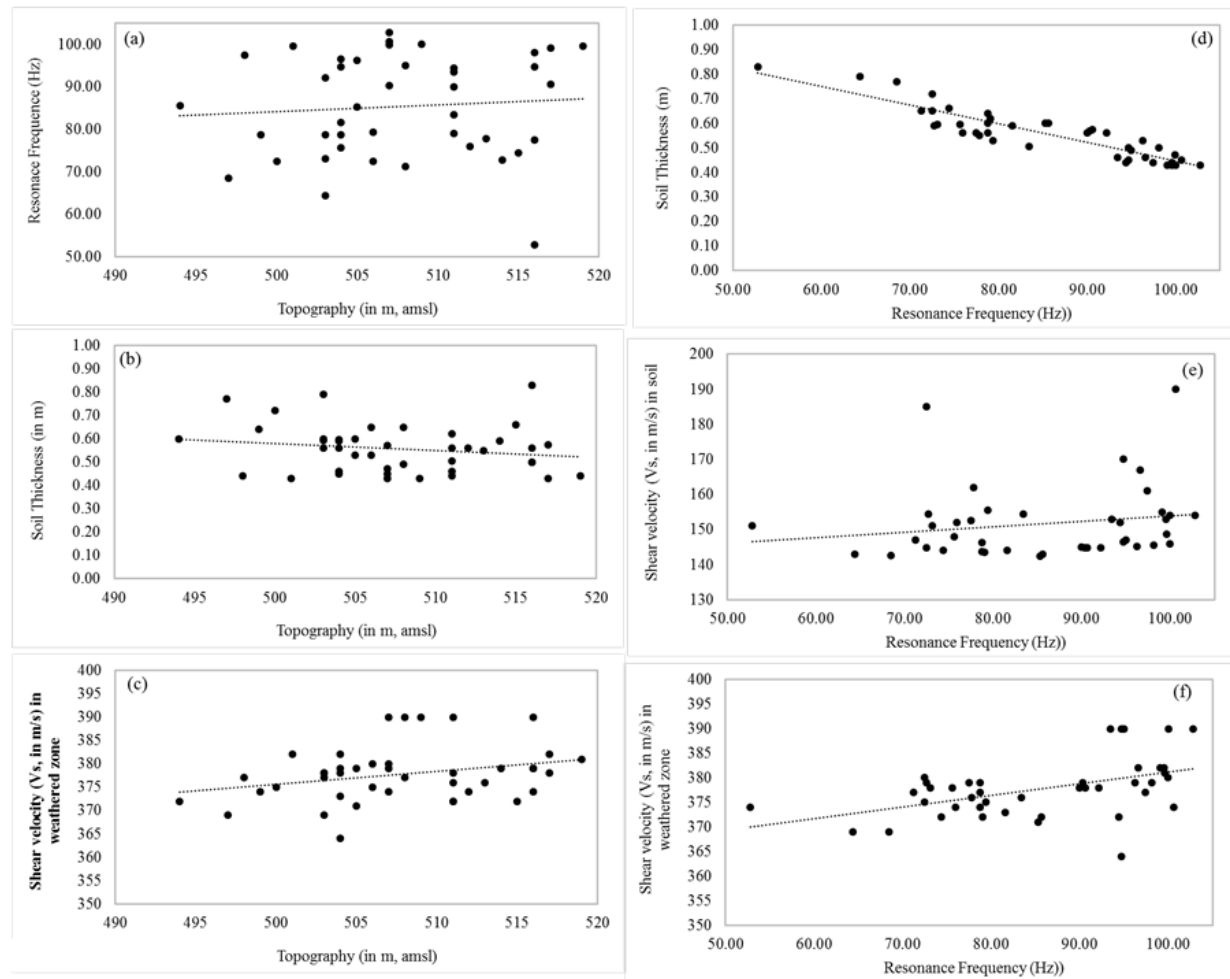 (a)
Resonace Frequence (Hz)
100.00
90.00
80.00
70.00
60.00
50.00
490 495 500 505 510 515 520
Topography (in m, amsl)
(b)
Soil Thickness (in m)
1.00
0.90
0.80
0.70
0.60
0.50
0.40
0.30
0.20
0.10
0.00
490 495 500 505 510 515 520
Topography (in m, amsl)
(c)
Shear velocity (Vs, in m/s) in
weathered zone
400
395
390
385
380
375
370
365
360
355
350
490 495 500 505 510 515 520
Topography (in m, amsl)
(d)
Soil Thickness (m)
1.00
0.90
0.80
0.70
0.60
0.50
0.40
0.30
0.20
0.10
0.00
50.00 60.00 70.00 80.00 90.00 100.00
Resonance Frequency (Hz))
(e)
Shear velocity (Vs, in m/s) in soil
200
190
180
170
160
150
140
130
50.00 60.00 70.00 80.00 90.00 100.00
Resonance Frequency (Hz))
(f)
Shear velocity (Vs, in m/s) in
weathered zone
400
395
390
385
380
375
370
365
360
355
350
50.00 60.00 70.00 80.00 90.00 100.00
Resonance Frequency (Hz))